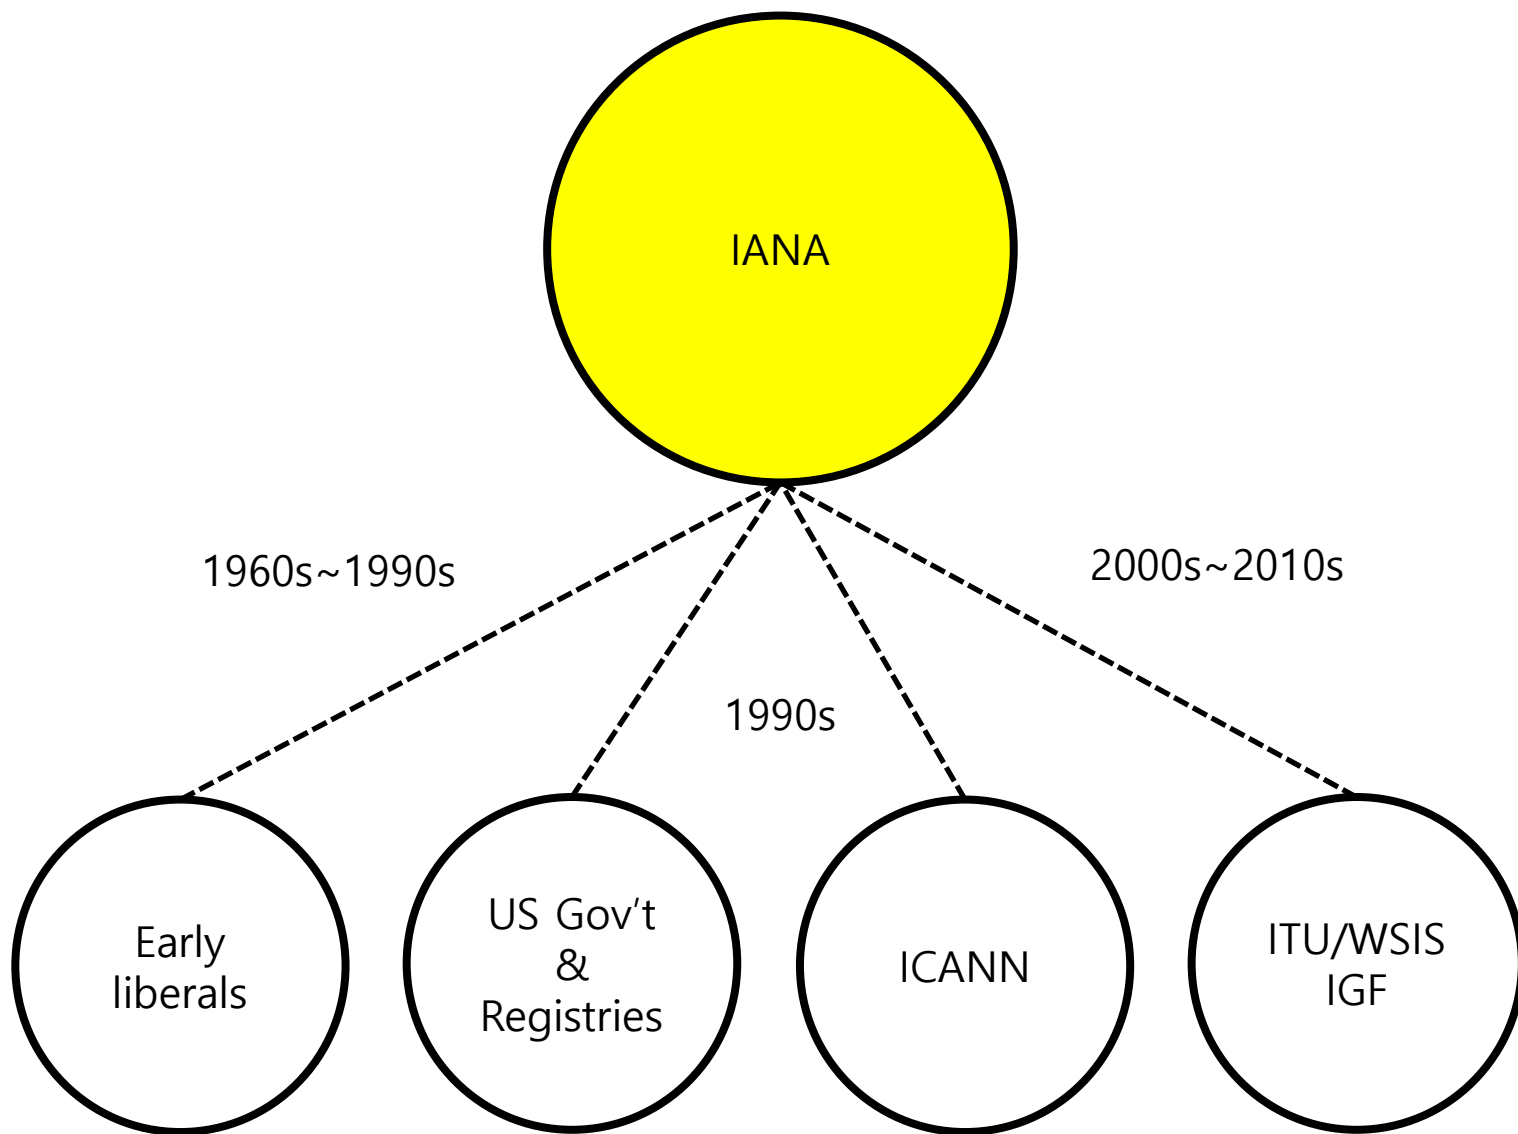 IANA
1960s~1990s
2000s~2010s
1990s
Early
liberals
US Gov’t
&
Registries
ICANN
ITU/WSIS
IGF